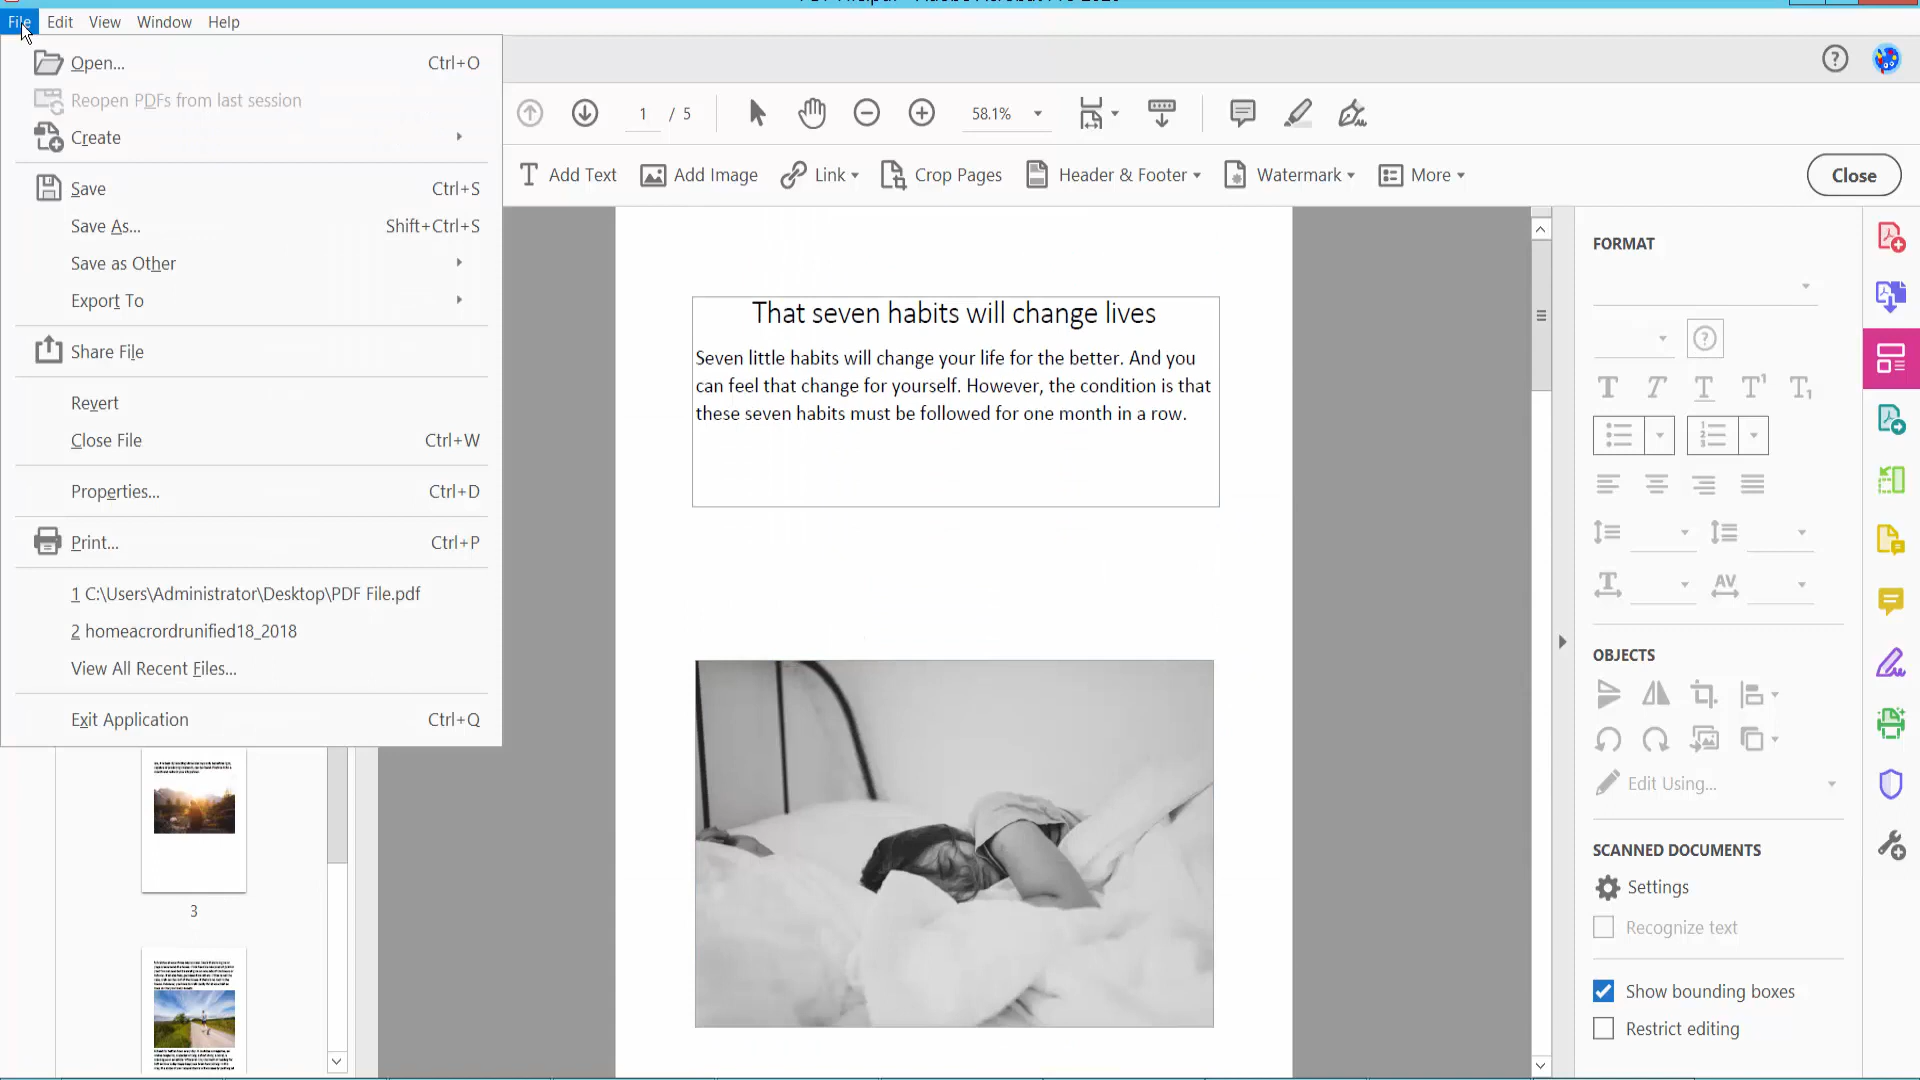 File Edit View Window Help
Open... Ctrl+O
Reopen PDFs from last session
Create
Save Ctrl+S
Save As... Shift+Ctrl+S
Save as Other
Export To
Share File
Revert
Close File Ctrl+W
Properties... Ctrl+D
Print... Ctrl+P
1 C:\Users\Administrator\Desktop\PDF File.pdf
2 homeacrordrunified18_2018
View All Recent Files...
Exit Application Ctrl+Q
3
1 / 5
58.1%
Add Text Add Image Link Crop Pages Header & Footer Watermark More Close
That seven habits will change lives
Seven little habits will change your life for the better. And you
can feel that change for yourself. However, the condition is that
these seven habits must be followed for one month in a row.
FORMAT
OBJECTS
Edit Using...
SCANNED DOCUMENTS
Settings
Recognize text
Show bounding boxes
Restrict editing